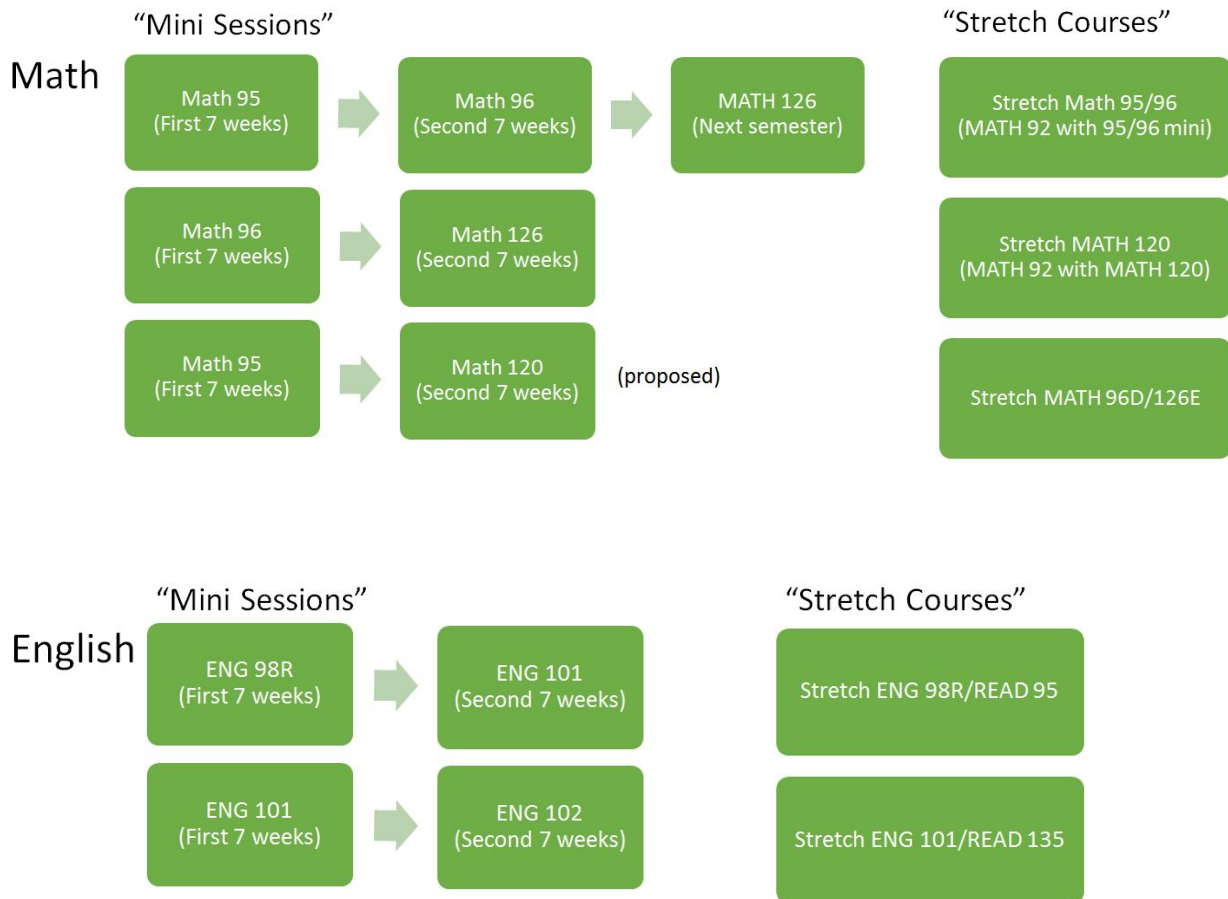 “Mini Sessions”
“Stretch Courses”
Math
Math 95
(First 7 weeks)
Math 96
(Second 7 weeks)
MATH 126
(Next semester)
Stretch Math 95/96
(MATH 92 with 95/96 mini)
Math 96
(First 7 weeks)
Math 126
(Second 7 weeks)
Stretch MATH 120
(MATH 92 with MATH 120)
Math 95
(First 7 weeks)
Math 120
(Second 7 weeks)
(proposed)
Stretch MATH 96D/126E
“Mini Sessions”
“Stretch Courses”
English
ENG 98R
(First 7 weeks)
ENG 101
(Second 7 weeks)
Stretch ENG 98R/READ 95
ENG 101
(First 7 weeks)
ENG 102
(Second 7 weeks)
Stretch ENG 101/READ 135